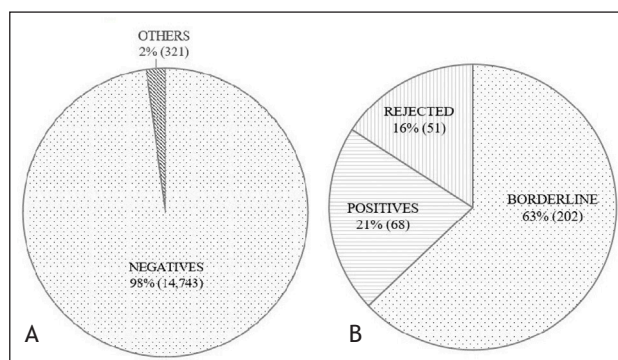 OTHERS
2% (321)
NEGATIVES
98% (14,743)
A
REJECTED
16% (51)
POSITIVES
21% (68)
BORDERLINE
63% (202)
B